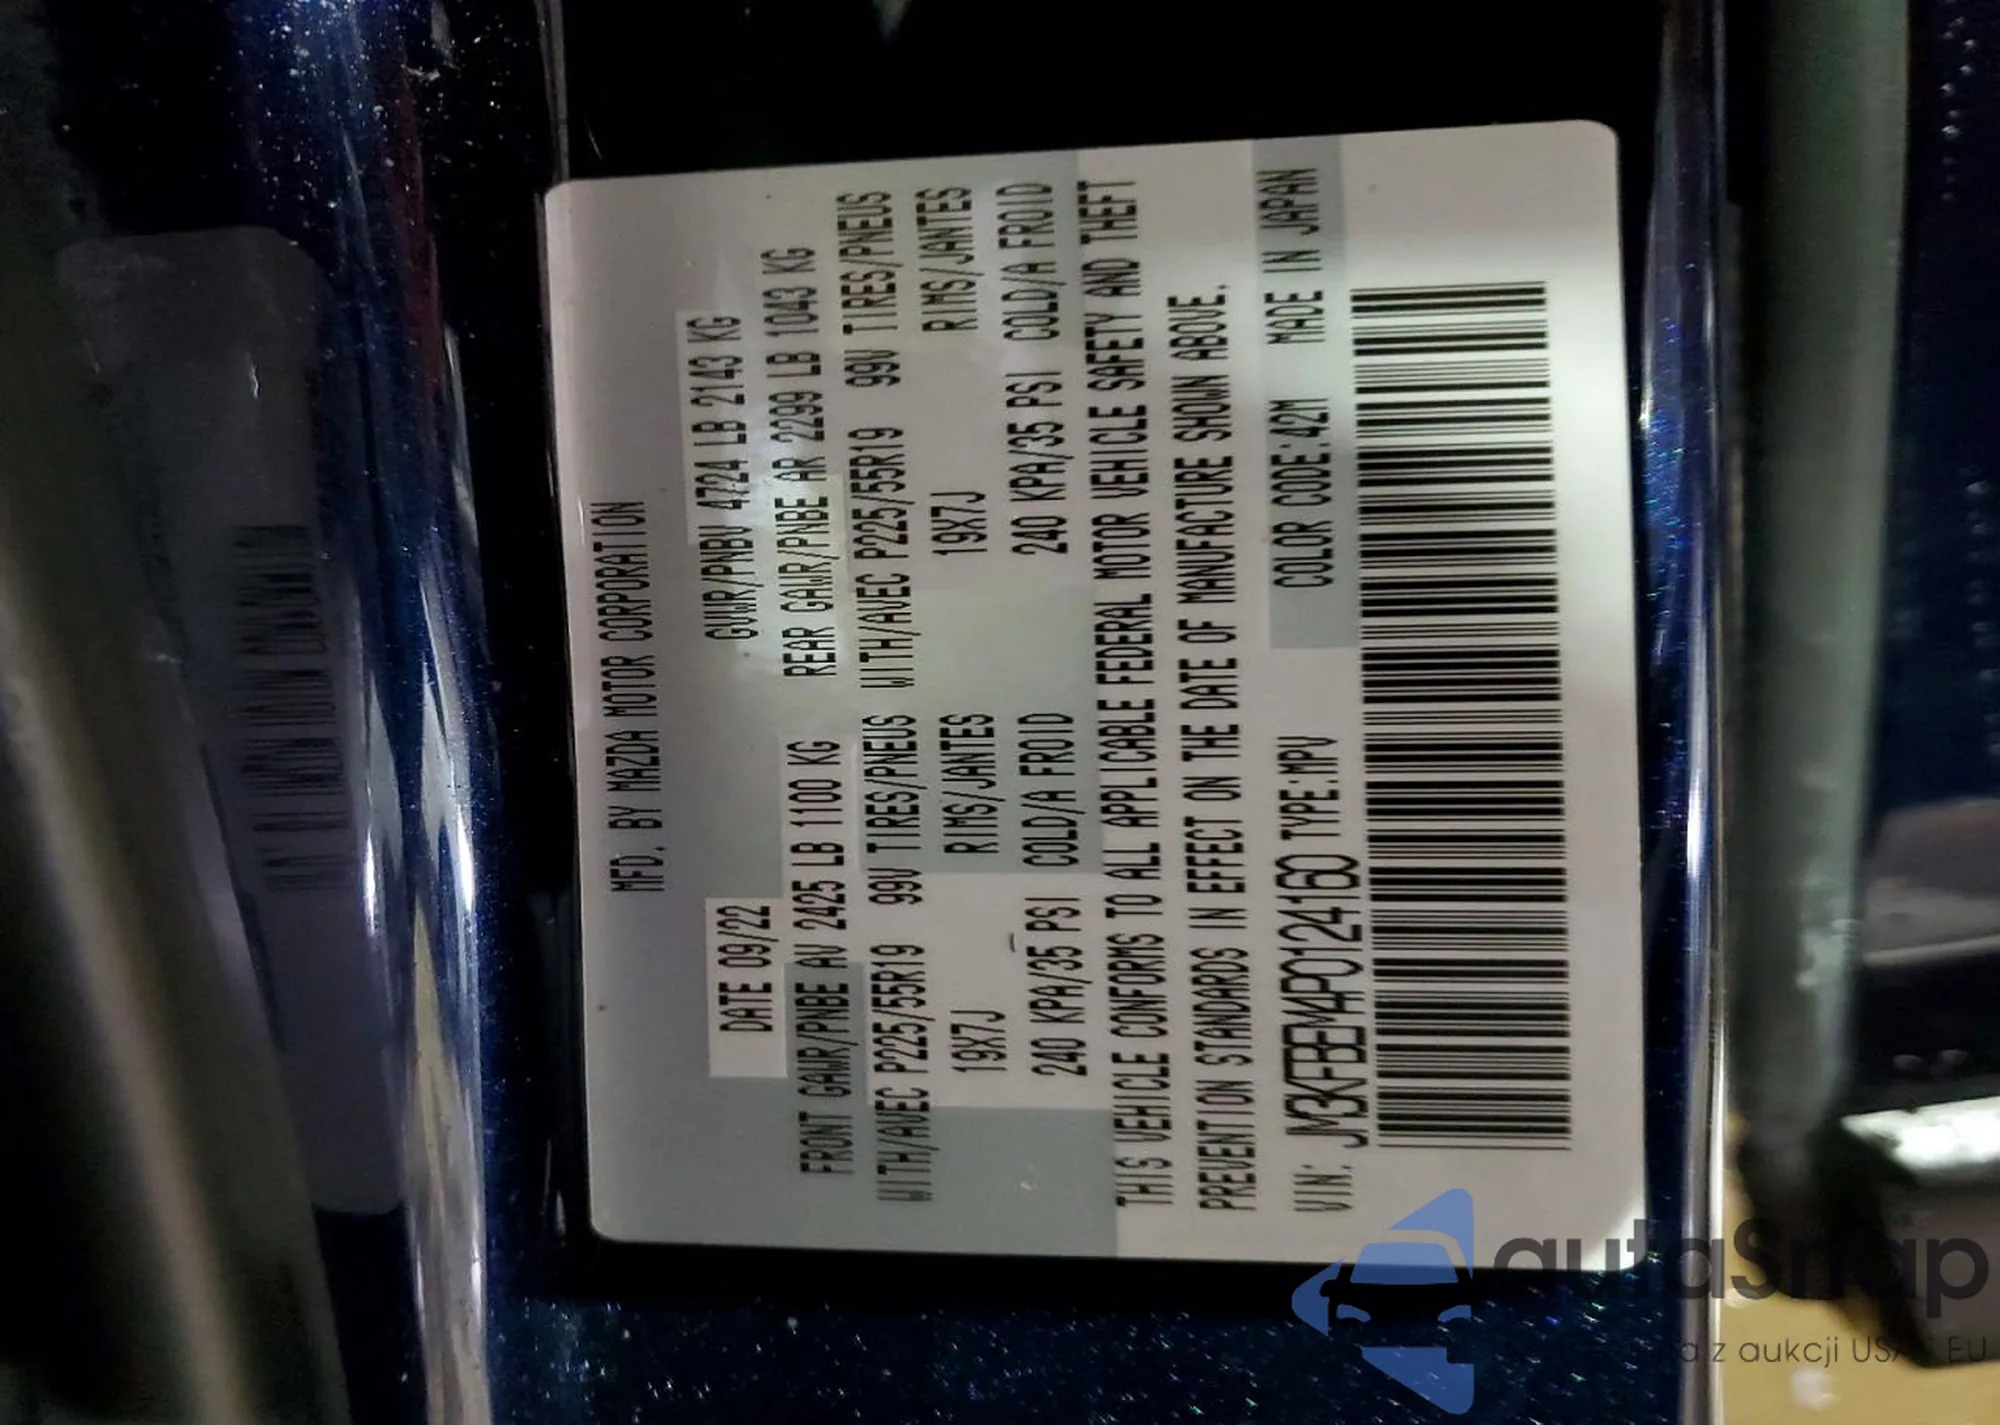 MFD. BY MAZDA MOTOR CORPORATION
DATE 09/22 GVWR/PNBV 4724 LB 2143 KG
FRONT GAWR/PNBE AV 2425 LB 1100 KG REAR GAWR/PNBE AR 2299 LB 1043 KG
WITH/AVEC P225/55R19 99V TIRES/PNEUS WITH/AVEC P225/55R19 99V TIRES/PNEUS
19X7J RIMS/JANTES 19X7J RIMS/JANTES
240 KPA/35 PSI COLD/A FROID 240 KPA/35 PSI COLD/A FROID
THIS VEHICLE CONFORMS TO ALL APPLICABLE FEDERAL MOTOR VEHICLE SAFETY AND THEFT
PREVENTION STANDARDS IN EFFECT ON THE DATE OF MANUFACTURE SHOWN ABOVE.
VIN: JM3KFBEM4P0124160 TYPE:MPV COLOR CODE:42M MADE IN JAPAN
autaSnap
z aukcji USA EU